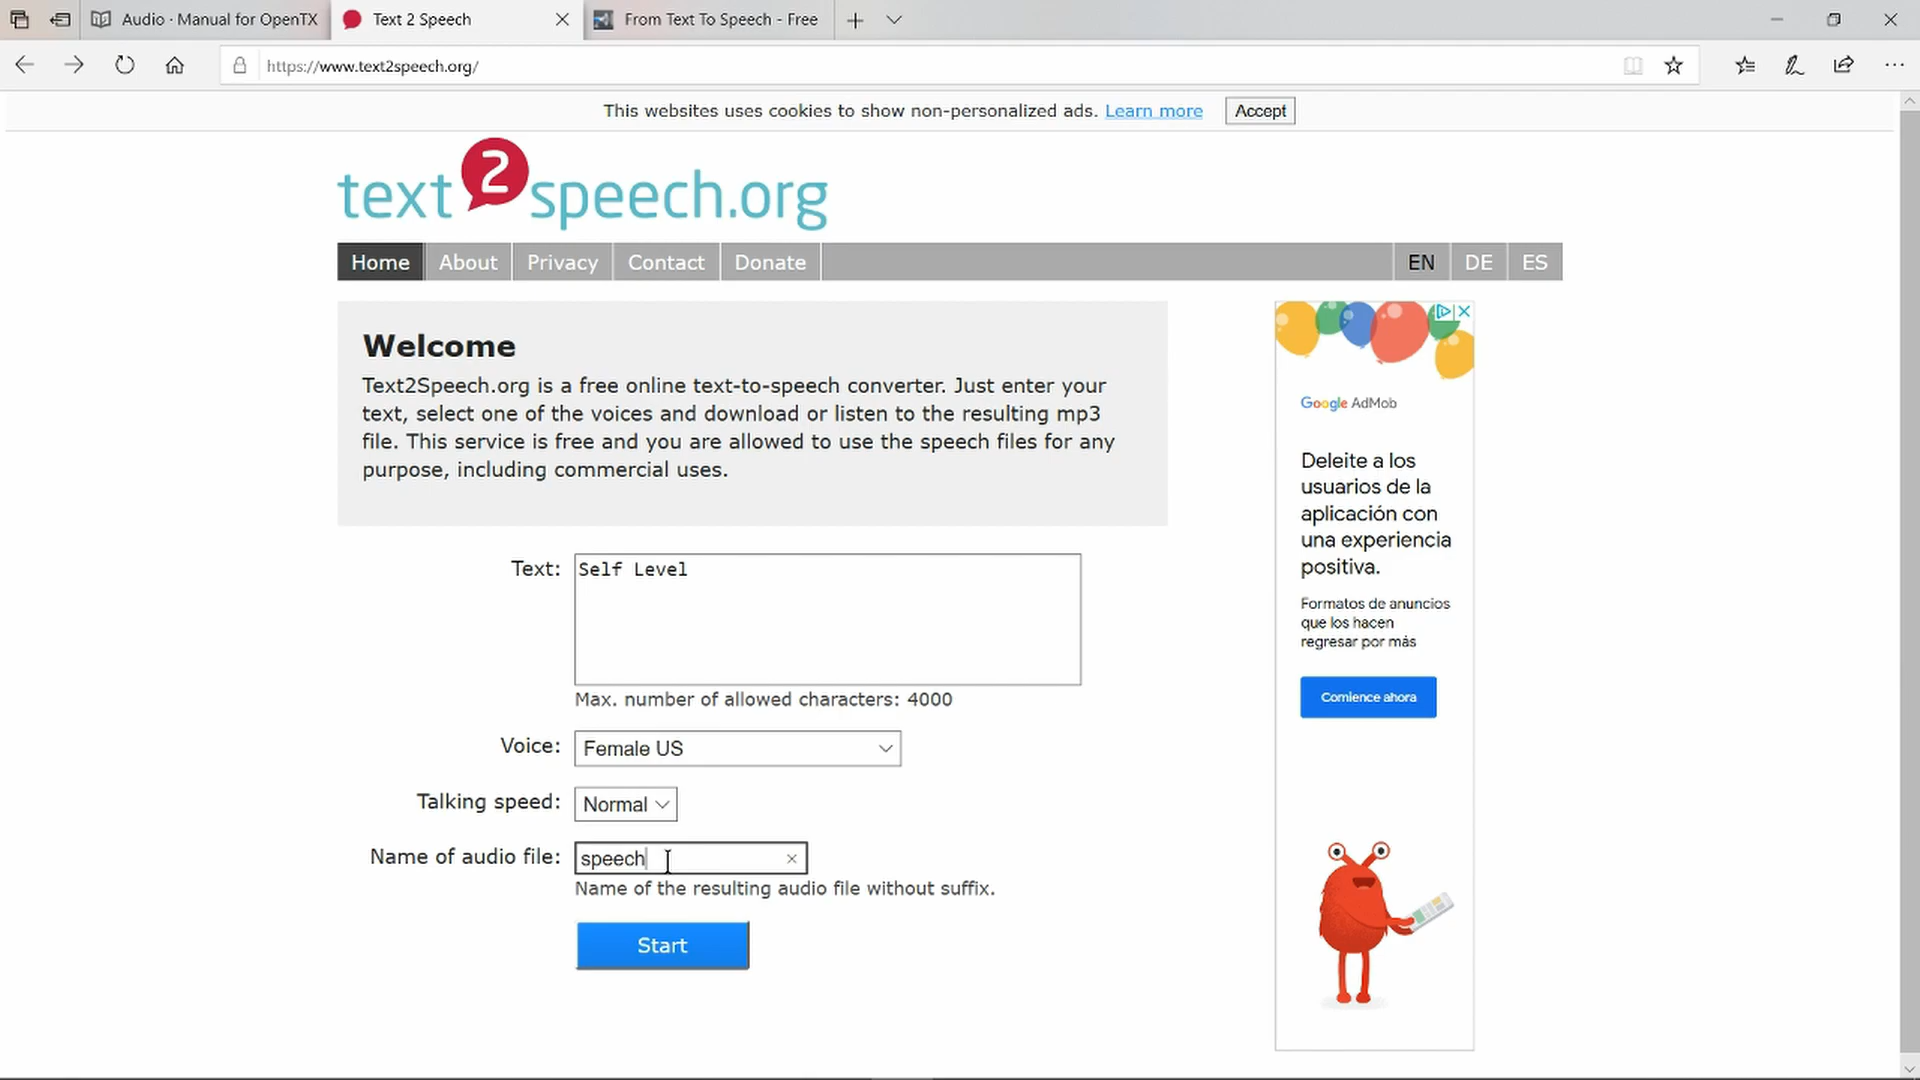 Audio · Manual for OpenTX
Text 2 Speech
From Text To Speech - Free
https://www.text2speech.org/
This websites uses cookies to show non-personalized ads. Learn more
Accept
text2speech.org
Home
About
Privacy
Contact
Donate
EN
DE
ES
Welcome
Text2Speech.org is a free online text-to-speech converter. Just enter your
text, select one of the voices and download or listen to the resulting mp3
file. This service is free and you are allowed to use the speech files for any
purpose, including commercial uses.
Text:
Self Level
Max. number of allowed characters: 4000
Voice:
Female US
Talking speed:
Normal
Name of audio file:
speech
Name of the resulting audio file without suffix.
Start
Google AdMob
Deleite a los
usuarios de la
aplicación con
una experiencia
positiva.
Formatos de anuncios
que los hacen
regresar por más
Comience ahora